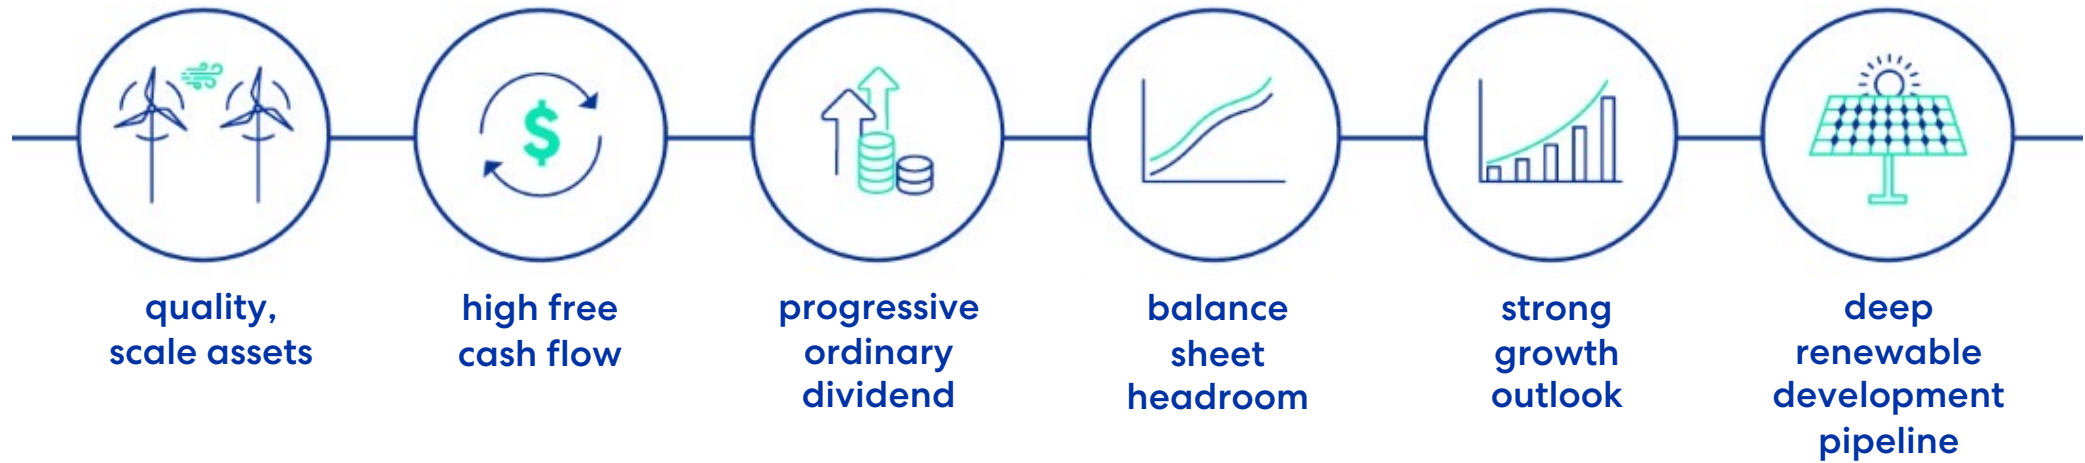 quality,
scale assets
high free
cash flow
progressive
ordinary
dividend
balance
sheet
headroom
strong
growth
outlook
deep
renewable
development
pipeline
$